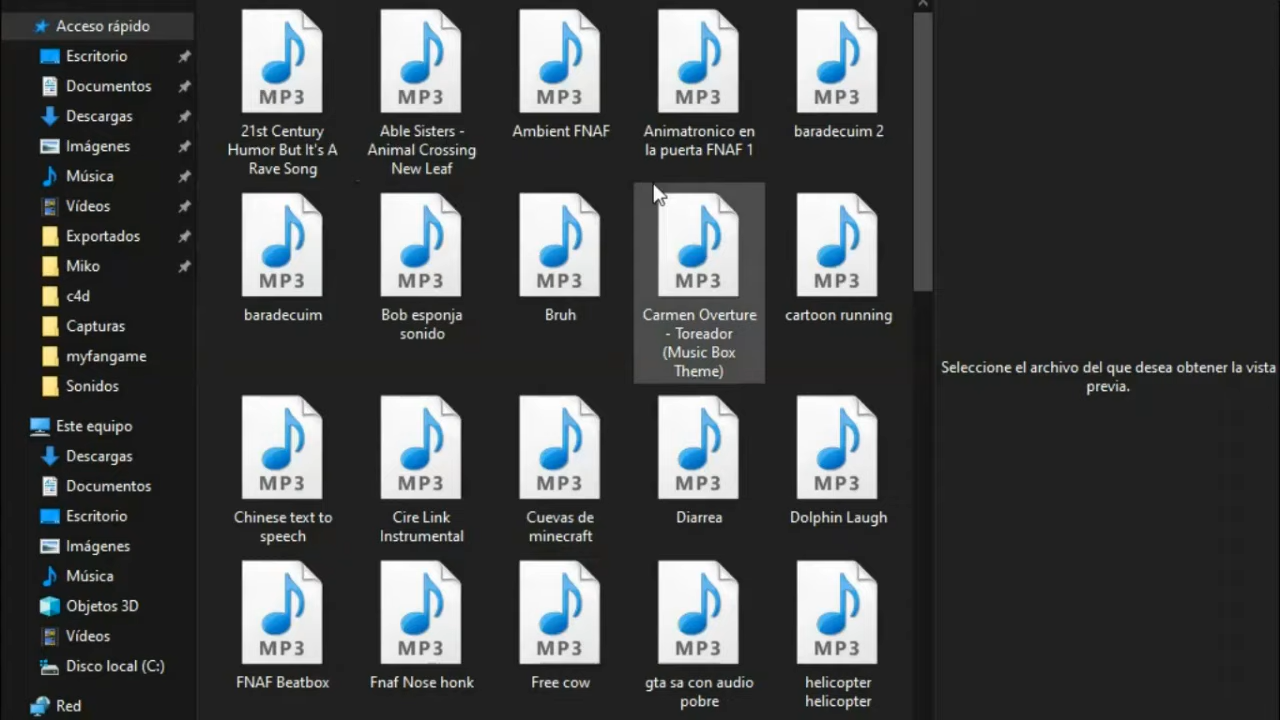 Acceso rápido
Escritorio
Documentos
Descargas
Imágenes
Música
Vídeos
Exportados
Miko
c4d
Capturas
myfangame
Sonidos
Este equipo
Descargas
Documentos
Escritorio
Imágenes
Música
Objetos 3D
Vídeos
Disco local (C:)
Red
MP3
21st Century
Humor But It's A
Rave Song
MP3
Able Sisters -
Animal Crossing
New Leaf
MP3
Ambient FNAF
MP3
Animatronico en
la puerta FNAF 1
MP3
baradecuim 2
MP3
baradecuim
MP3
Bob esponja
sonido
MP3
Bruh
MP3
Carmen Overture
- Toreador
(Music Box
Theme)
MP3
cartoon running
MP3
Chinese text to
speech
MP3
Cire Link
Instrumental
MP3
Cuevas de
minecraft
MP3
Diarrea
MP3
Dolphin Laugh
MP3
FNAF Beatbox
MP3
Fnaf Nose honk
MP3
Free cow
MP3
gta sa con audio
pobre
MP3
helicopter
helicopter
Seleccione el archivo del que desea obtener la vista
previa.